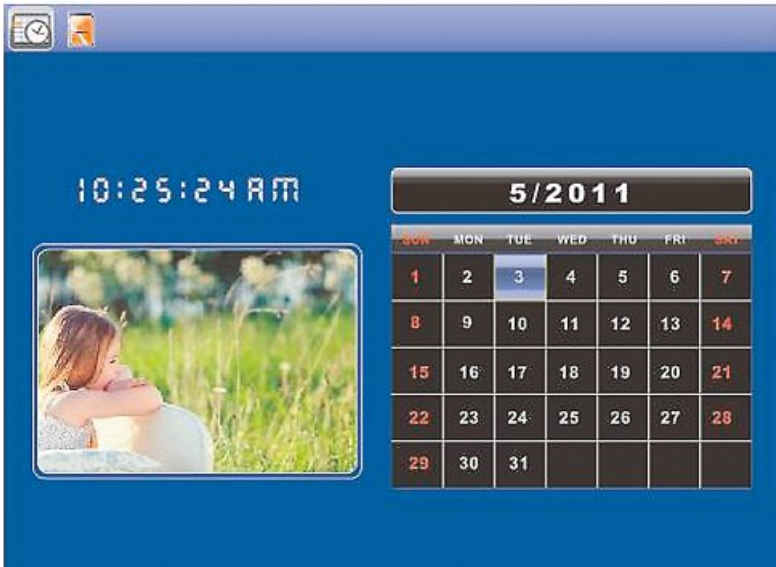 10:25:24 AM
5/2011
SUN MON TUE WED THU FRI SAT
1 2 3 4 5 6 7
8 9 10 11 12 13 14
15 16 17 18 19 20 21
22 23 24 25 26 27 28
29 30 31